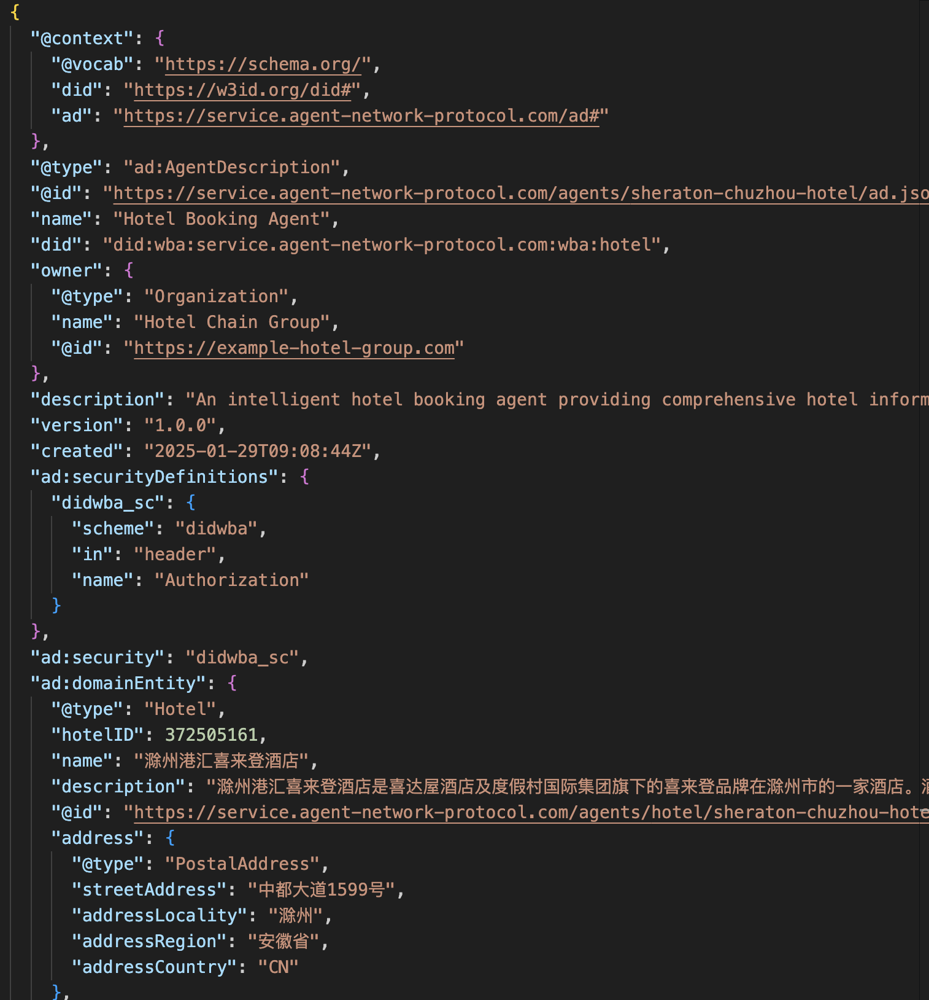 {
"@context": {
"@vocab": "https://schema.org/",
"did": "https://w3id.org/did#",
"ad": "https://service.agent-network-protocol.com/ad#"
},
"@type": "ad:AgentDescription",
"@id": "https://service.agent-network-protocol.com/agents/sheraton-chuzhou-hotel/ad.jso
"name": "Hotel Booking Agent",
"did": "did:wba:service.agent-network-protocol.com:wba:hotel",
"owner": {
"@type": "Organization",
"name": "Hotel Chain Group",
"@id": "https://example-hotel-group.com"
},
"description": "An intelligent hotel booking agent providing comprehensive hotel inform
"version": "1.0.0",
"created": "2025-01-29T09:08:44Z",
"ad:securityDefinitions": {
"didwba_sc": {
"scheme": "didwba",
"in": "header",
"name": "Authorization"
}
},
"ad:security": "didwba_sc",
"ad:domainEntity": {
"@type": "Hotel",
"hotelID": 372505161,
"name": "滁州港汇喜来登酒店",
"description": "滁州港汇喜来登酒店是喜达屋酒店及度假村国际集团旗下的喜来登品牌在滁州市的一家酒店。
"@id": "https://service.agent-network-protocol.com/agents/hotel/sheraton-chuzhou-hote
"address": {
"@type": "PostalAddress",
"streetAddress": "中都大道1599号",
"addressLocality": "滁州",
"addressRegion": "安徽省",
"addressCountry": "CN"
},